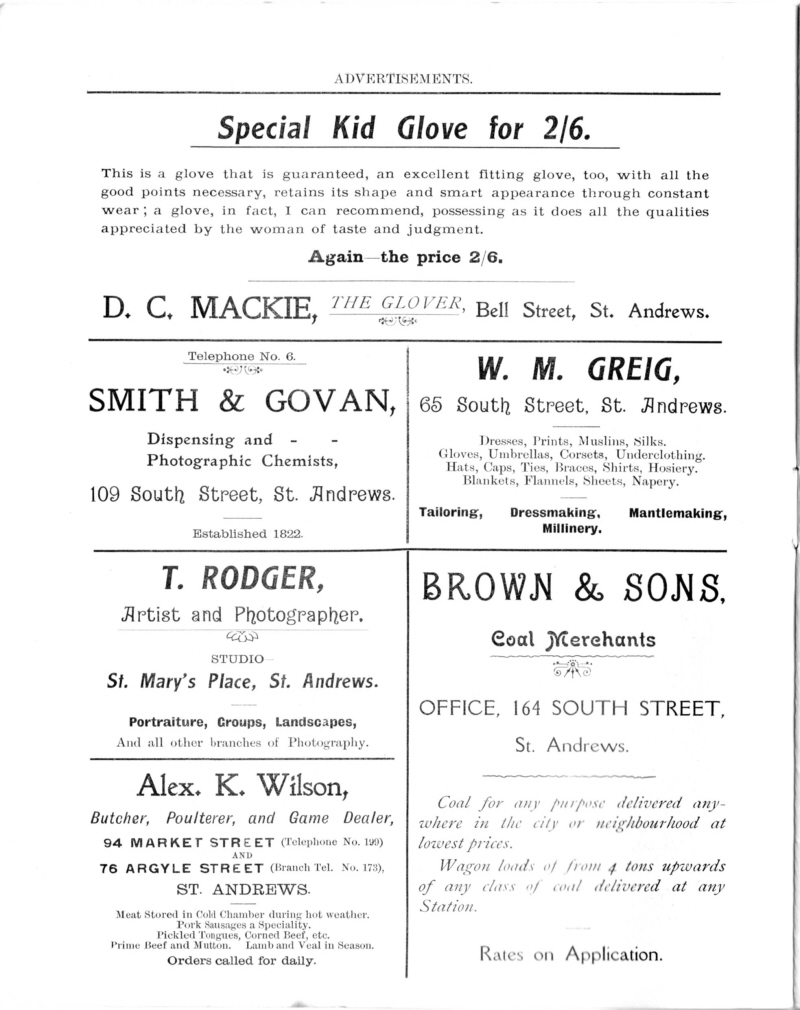 ADVERTISEMENTS.
Special Kid Glove for 2/6.
This is a glove that is guaranteed, an excellent fitting glove, too, with all the
good points necessary, retains its shape and smart appearance through constant
wear; a glove, in fact, I can recommend, possessing as it does all the qualities
appreciated by the woman of taste and judgment.
Again—the price 2/6.
D. C. MACKIE, THE GLOVER, Bell Street, St. Andrews.
Telephone No. 6.
SMITH & GOVAN,
Dispensing and - -
Photographic Chemists,
109 South Street, St. Andrews.
Established 1822.
W. M. GREIG,
65 South Street, St. Andrews.
Dresses, Prints, Muslins, Silks.
Gloves, Umbrellas, Corsets, Underclothing.
Hats, Caps, Ties, Braces, Shirts, Hosiery.
Blankets, Flannels, Sheets, Napery.
Tailoring, Dressmaking, Mantlemaking,
Millinery.
T. RODGER,
Artist and Photographer.
STUDIO—
St. Mary's Place, St. Andrews.
Portraiture, Groups, Landscapes,
And all other branches of Photography.
Alex. K. Wilson,
Butcher, Poulterer, and Game Dealer,
94 MARKET STREET (Telephone No. 199)
AND
76 ARGYLE STREET (Branch Tel. No. 173),
ST. ANDREWS.
Meat Stored in Cold Chamber during hot weather.
Pork Sausages a Speciality.
Pickled Tongues, Corned Beef, etc.
Prime Beef and Mutton. Lamb and Veal in Season.
Orders called for daily.
BROWN & SONS,
Coal Merchants
OFFICE, 164 SOUTH STREET,
St. Andrews.
Coal for any purpose delivered any-
where in the city or neighbourhood at
lowest prices.
Wagon loads of from 4 tons upwards
of any class of coal delivered at any
Station.
Rates on Application.